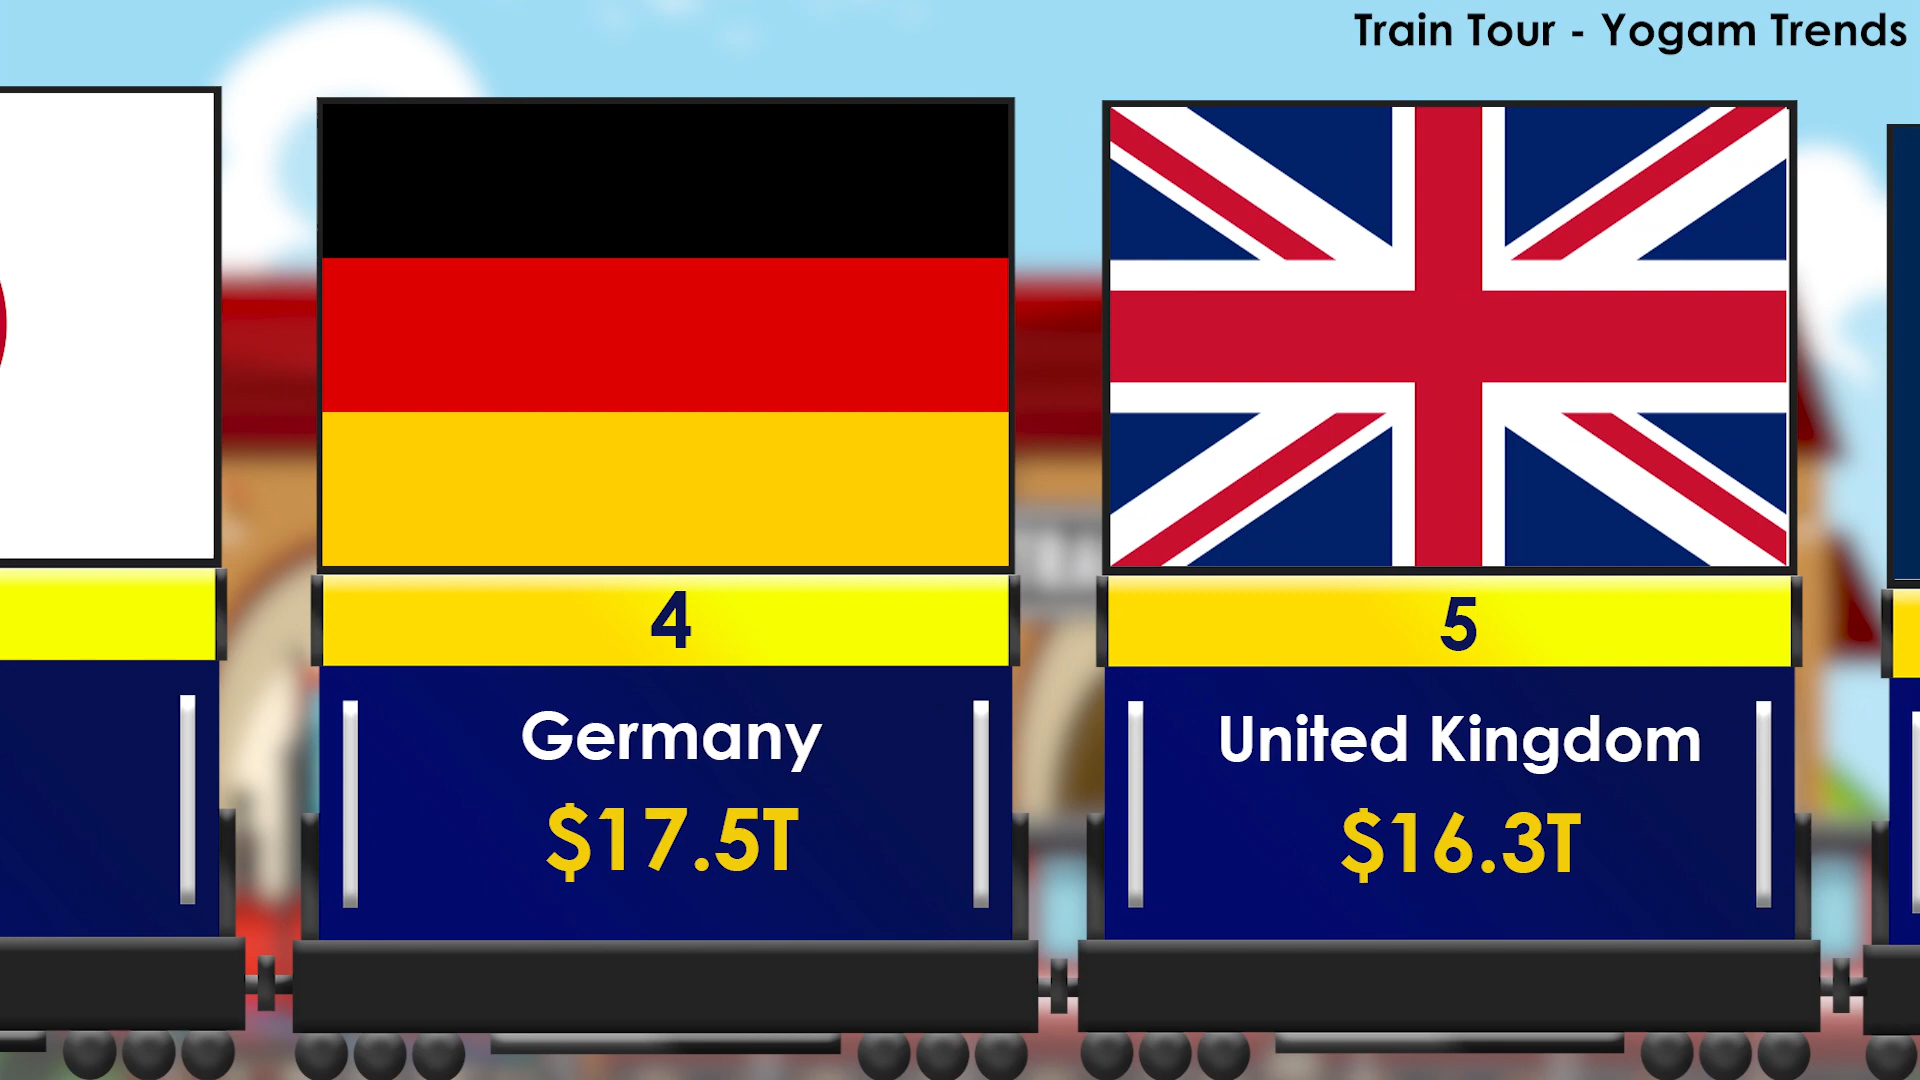 Train Tour - Yogam Trends
4
Germany
$17.5T
5
United Kingdom
$16.3T